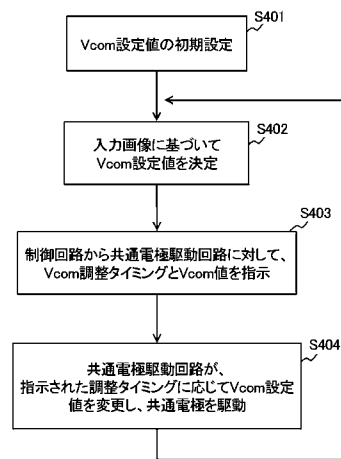 S401
Vcom設定値の初期設定
S402
入力画像に基づいて
Vcom設定値を決定
S403
制御回路から共通電極駆動回路に対して、
Vcom調整タイミングとVcom値を指示
S404
共通電極駆動回路が、
指示された調整タイミングに応じてVcom設定
値を変更し、共通電極を駆動